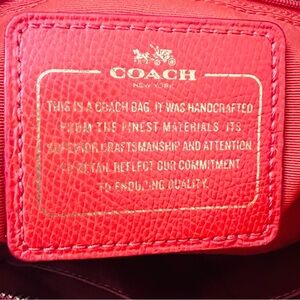 COACH
NEW YORK
THIS IS A COACH BAG. IT WAS HANDCRAFTED
FROM THE FINEST MATERIALS. ITS
SUPERIOR CRAFTSMANSHIP AND ATTENTION
TO DETAIL REFLECT OUR COMMITMENT
TO ENDURING QUALITY.